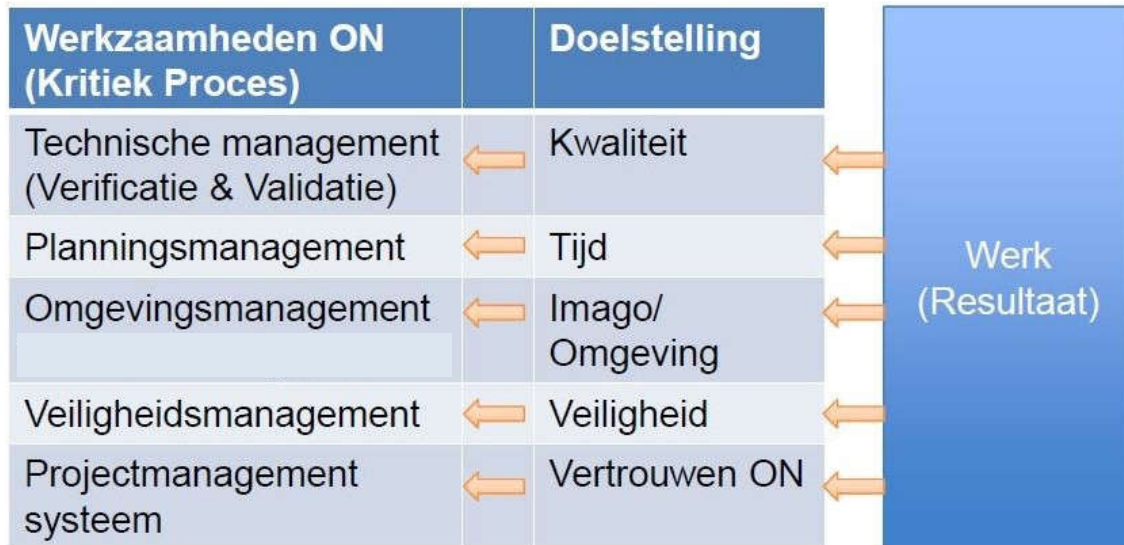 Werkzaamheden ON
(Kritiek Proces)
Doelstelling
Technische management
(Verificatie & Validatie)
Kwaliteit
Planningsmanagement
Tijd
Omgevingsmanagement
Imago/
Omgeving
Veiligheidsmanagement
Veiligheid
Projectmanagement
systeem
Vertrouwen ON
Werk
(Resultaat)